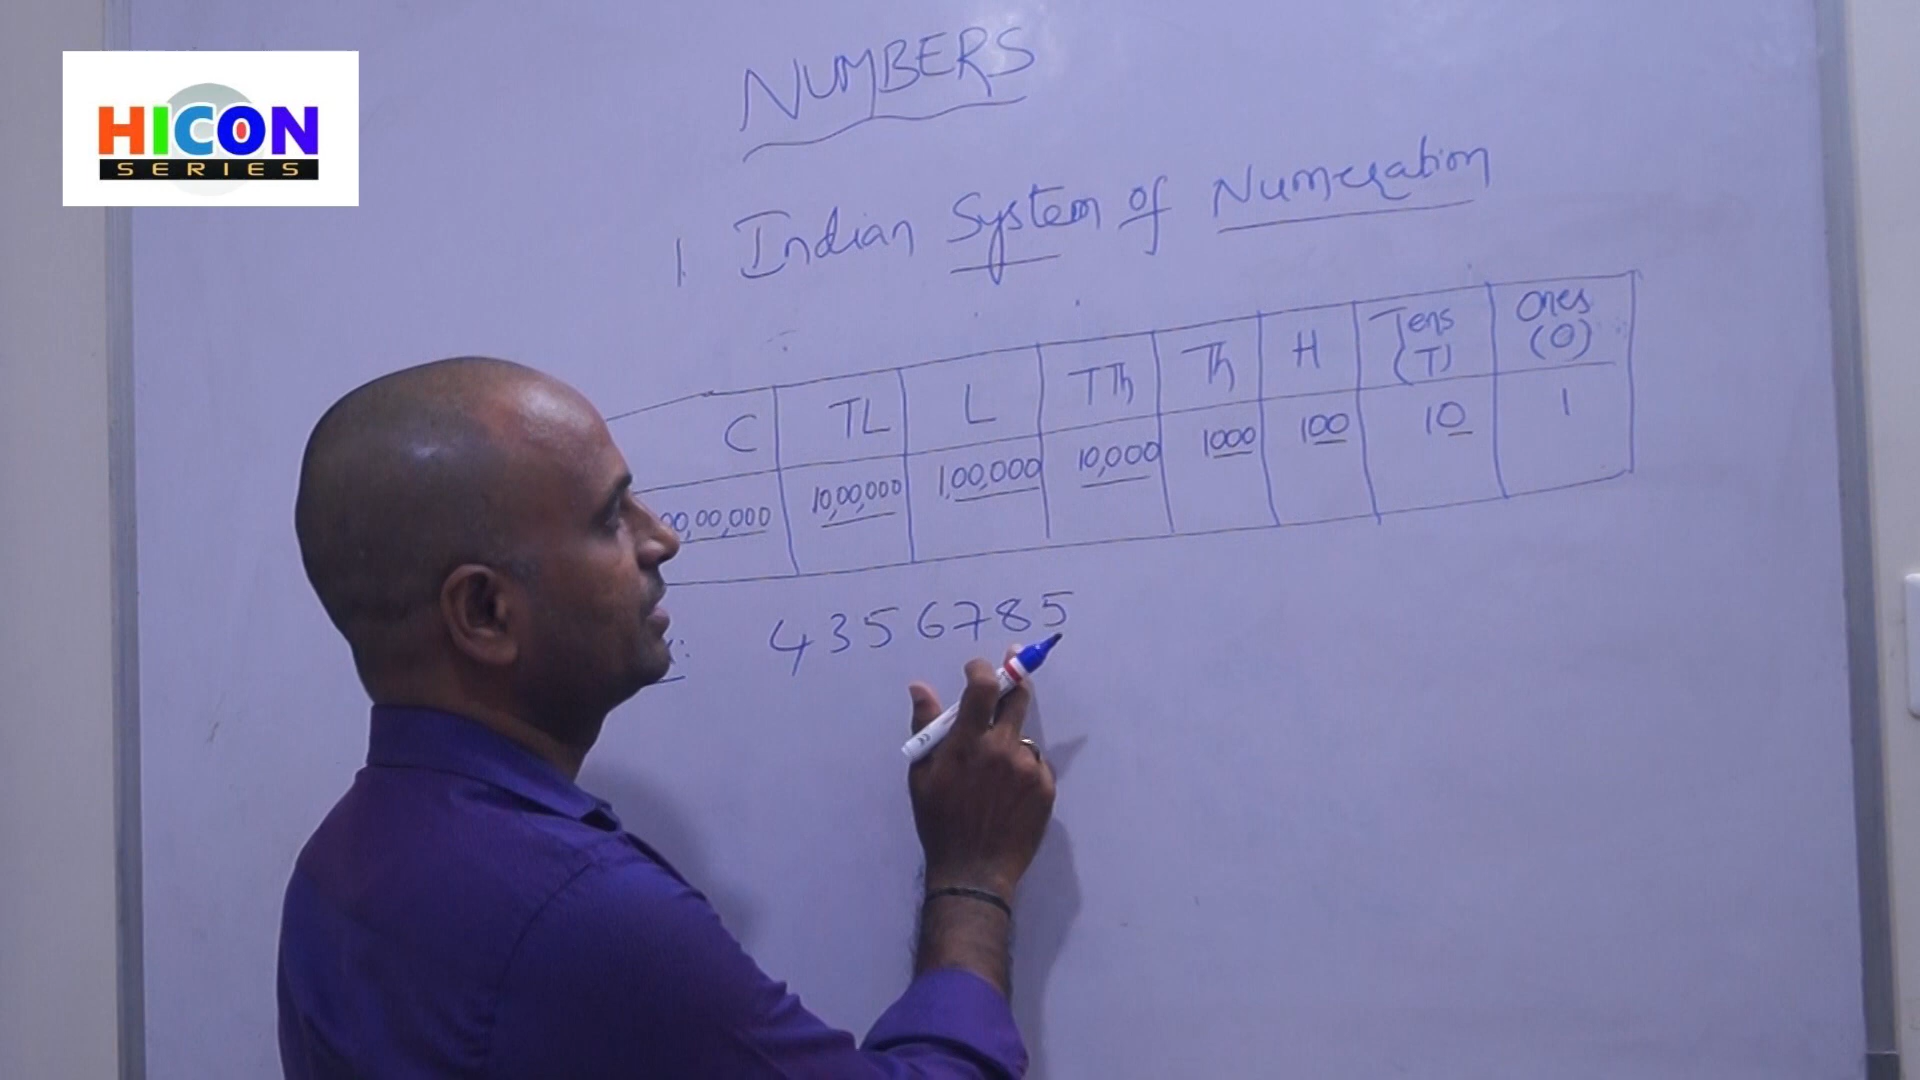 HICON
SERIES
NUMBERS
1. Indian System of Numeration
C TL L TTh Th H Tens (T) Ones (O)
00,00,000 10,00,000 1,00,000 10,000 1000 100 10 1
4356785